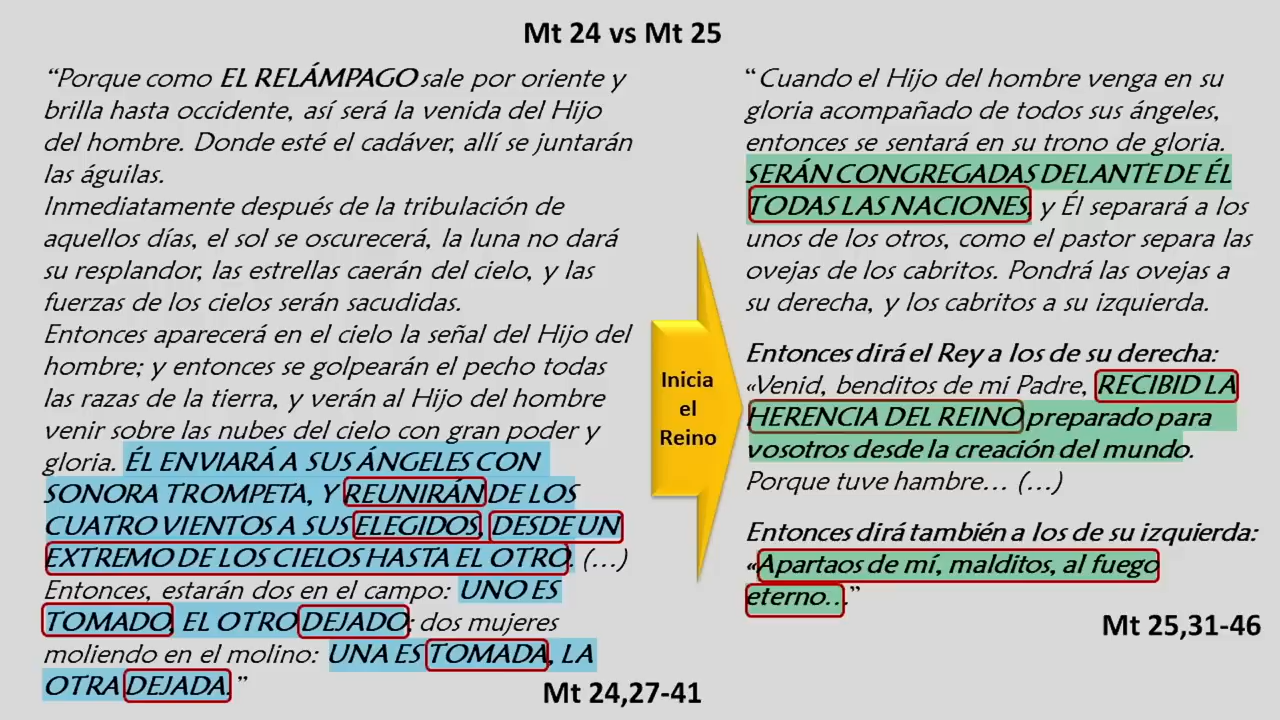 Mt 24 vs Mt 25
“Porque como EL RELÁMPAGO sale por oriente y
brilla hasta occidente, así será la venida del Hijo
del hombre. Donde esté el cadáver, allí se juntarán
las águilas.
Inmediatamente después de la tribulación de
aquellos días, el sol se oscurecerá, la luna no dará
su resplandor, las estrellas caerán del cielo, y las
fuerzas de los cielos serán sacudidas.
Entonces aparecerá en el cielo la señal del Hijo del
hombre; y entonces se golpearán el pecho todas
las razas de la tierra, y verán al Hijo del hombre
venir sobre las nubes del cielo con gran poder y
gloria. ÉL ENVIARÁ A SUS ÁNGELES CON
SONORA TROMPETA, Y REUNIRÁN DE LOS
CUATRO VIENTOS A SUS ELEGIDOS, DESDE UN
EXTREMO DE LOS CIELOS HASTA EL OTRO. (…)
Entonces, estarán dos en el campo: UNO ES
TOMADO, EL OTRO DEJADO; dos mujeres
moliendo en el molino: UNA ES TOMADA, LA
OTRA DEJADA.”
Mt 24,27-41
Inicia
el
Reino
“Cuando el Hijo del hombre venga en su
gloria acompañado de todos sus ángeles,
entonces se sentará en su trono de gloria.
SERÁN CONGREGADAS DELANTE DE ÉL
TODAS LAS NACIONES, y Él separará a los
unos de los otros, como el pastor separa las
ovejas de los cabritos. Pondrá las ovejas a
su derecha, y los cabritos a su izquierda.
Entonces dirá el Rey a los de su derecha:
«Venid, benditos de mi Padre, RECIBID LA
HERENCIA DEL REINO preparado para
vosotros desde la creación del mundo.
Porque tuve hambre… (…)
Entonces dirá también a los de su izquierda:
«Apartaos de mí, malditos, al fuego
eterno…”
Mt 25,31-46